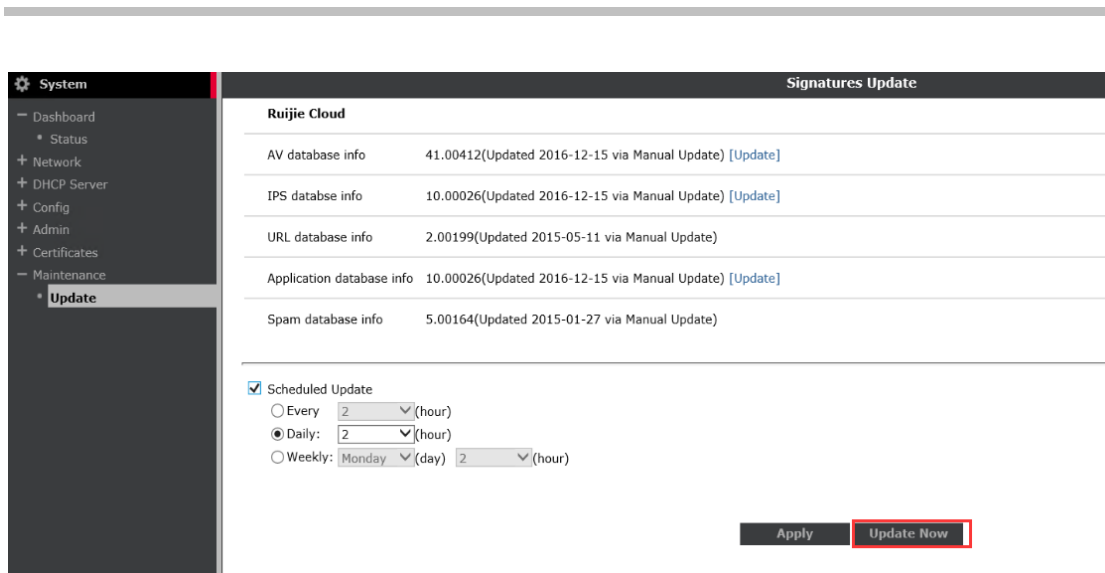 System
Dashboard
Status
Network
DHCP Server
Config
Admin
Certificates
Maintenance
Update
Signatures Update
Ruijie Cloud
AV database info 41.00412(Updated 2016-12-15 via Manual Update) [Update]
IPS databse info 10.00026(Updated 2016-12-15 via Manual Update) [Update]
URL database info 2.00199(Updated 2015-05-11 via Manual Update)
Application database info 10.00026(Updated 2016-12-15 via Manual Update) [Update]
Spam database info 5.00164(Updated 2015-01-27 via Manual Update)
Scheduled Update
Every 2 (hour)
Daily: 2 (hour)
Weekly: Monday (day) 2 (hour)
Apply Update Now